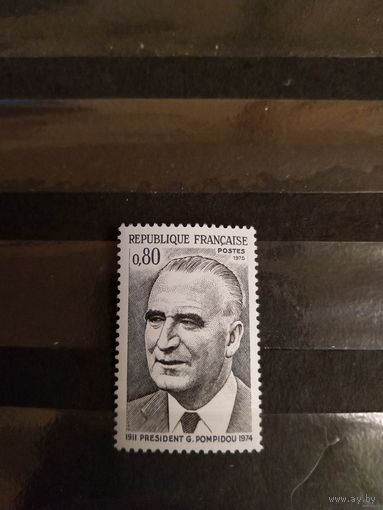 REPUBLIQUE FRANÇAISE
0,80 POSTES
1975
1911 PRESIDENT G. POMPIDOU 1974
www.ay.by